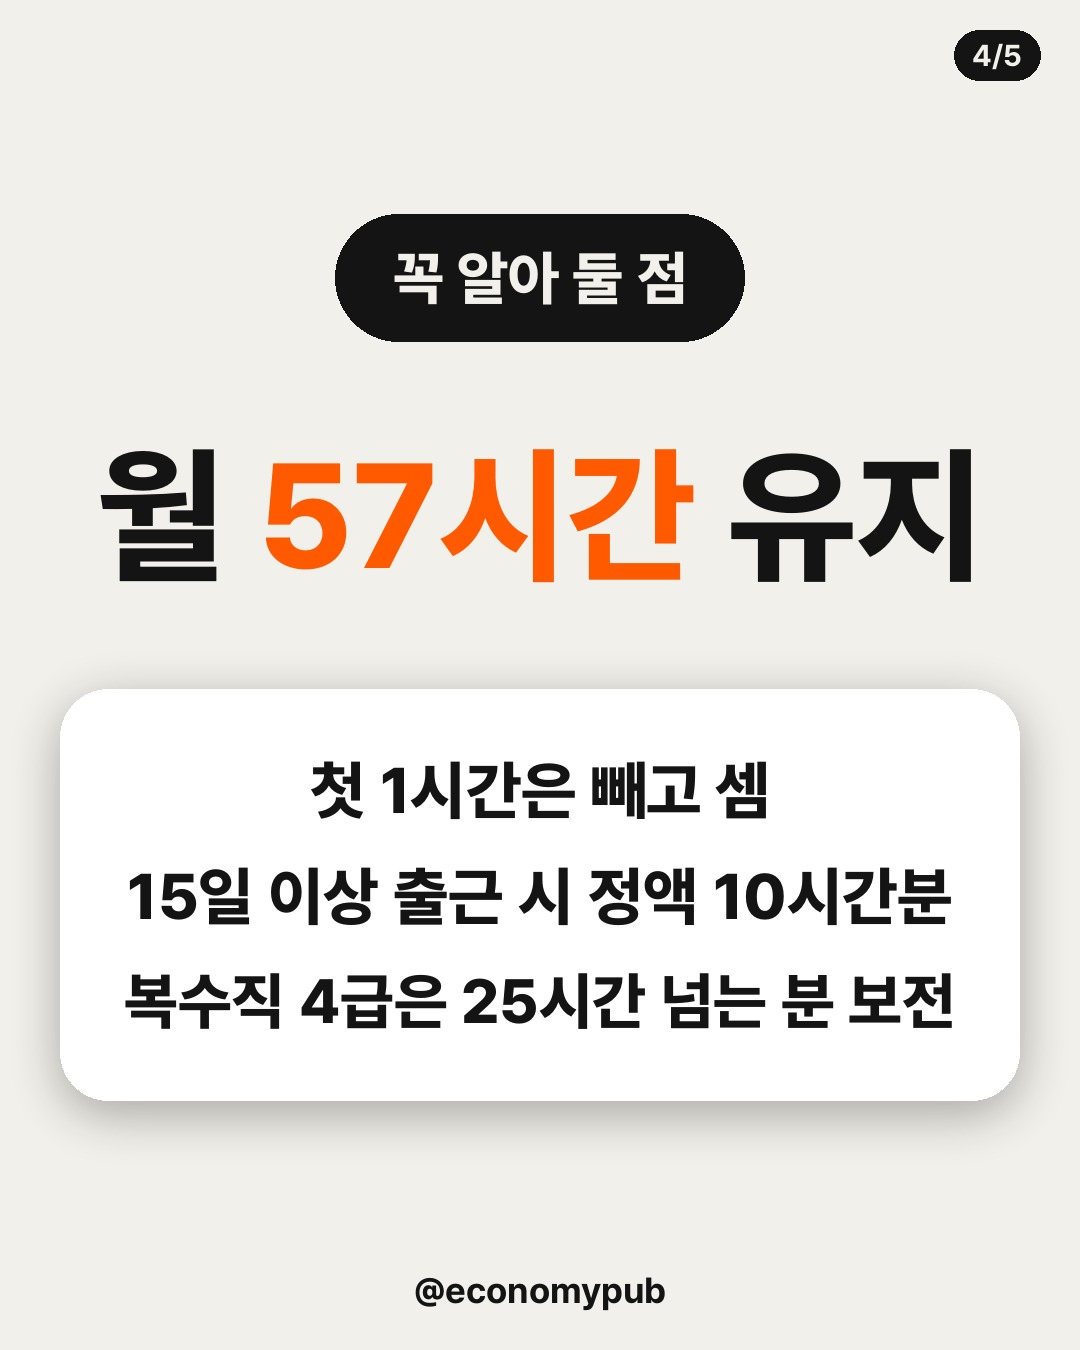 4/5
꼭 알아 둘 점
월 57시간 유지
첫 1시간은 빼고 셈
15일 이상 출근 시 정액 10시간분
복수직 4급은 25시간 넘는 분 보전
@economypub